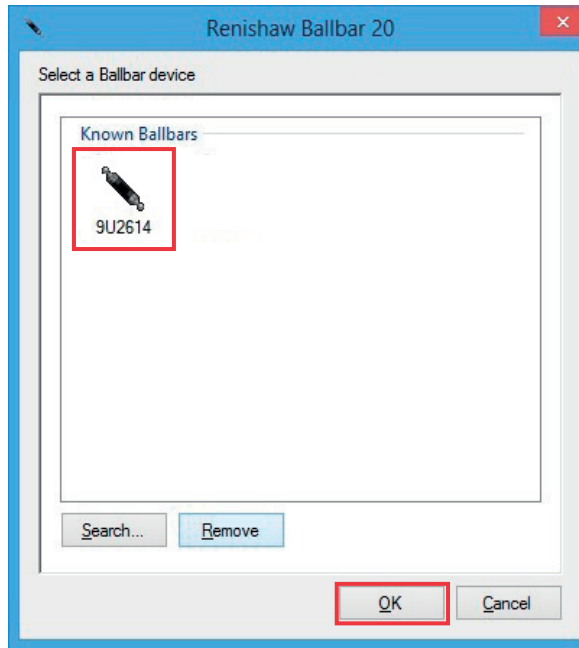 Renishaw Ballbar 20
Select a Ballbar device
Known Ballbars
9U2614
Search... Remove
OK Cancel